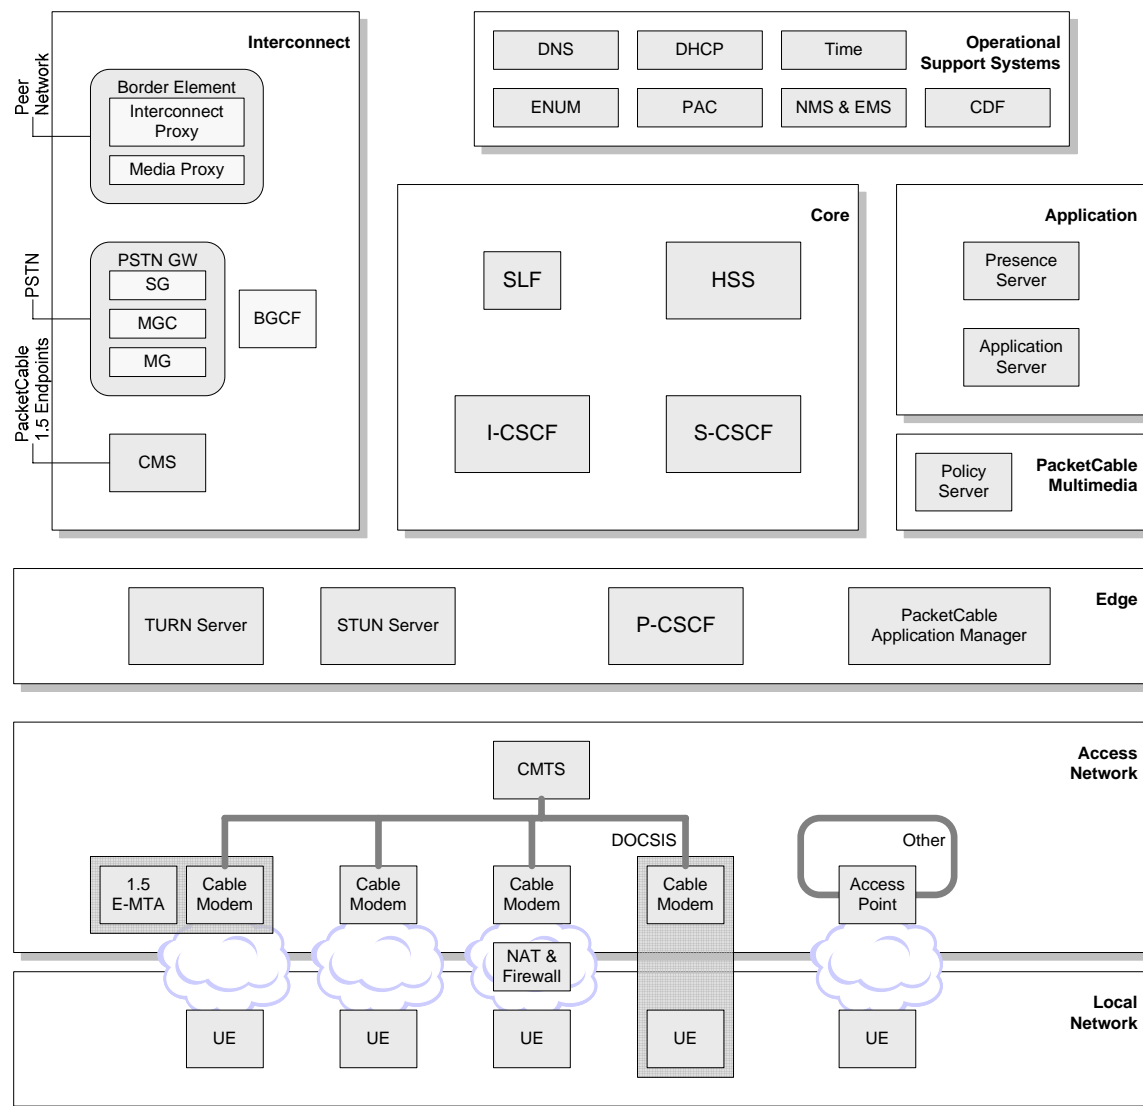 Interconnect
Peer
Network
Border Element
Interconnect
Proxy
Media Proxy
PSTN
PSTN GW
SG
MGC
MG
BGCF
PacketCable
1.5 Endpoints
CMS
Operational
Support Systems
DNS
DHCP
Time
ENUM
PAC
NMS & EMS
CDF
Core
SLF
HSS
I-CSCF
S-CSCF
Application
Presence
Server
Application
Server
PacketCable
Multimedia
Policy
Server
Edge
TURN Server
STUN Server
P-CSCF
PacketCable
Application Manager
Access
Network
CMTS
DOCSIS
Other
1.5
E-MTA
Cable
Modem
Cable
Modem
Cable
Modem
Cable
Modem
Access
Point
NAT &
Firewall
Local
Network
UE
UE
UE
UE
UE